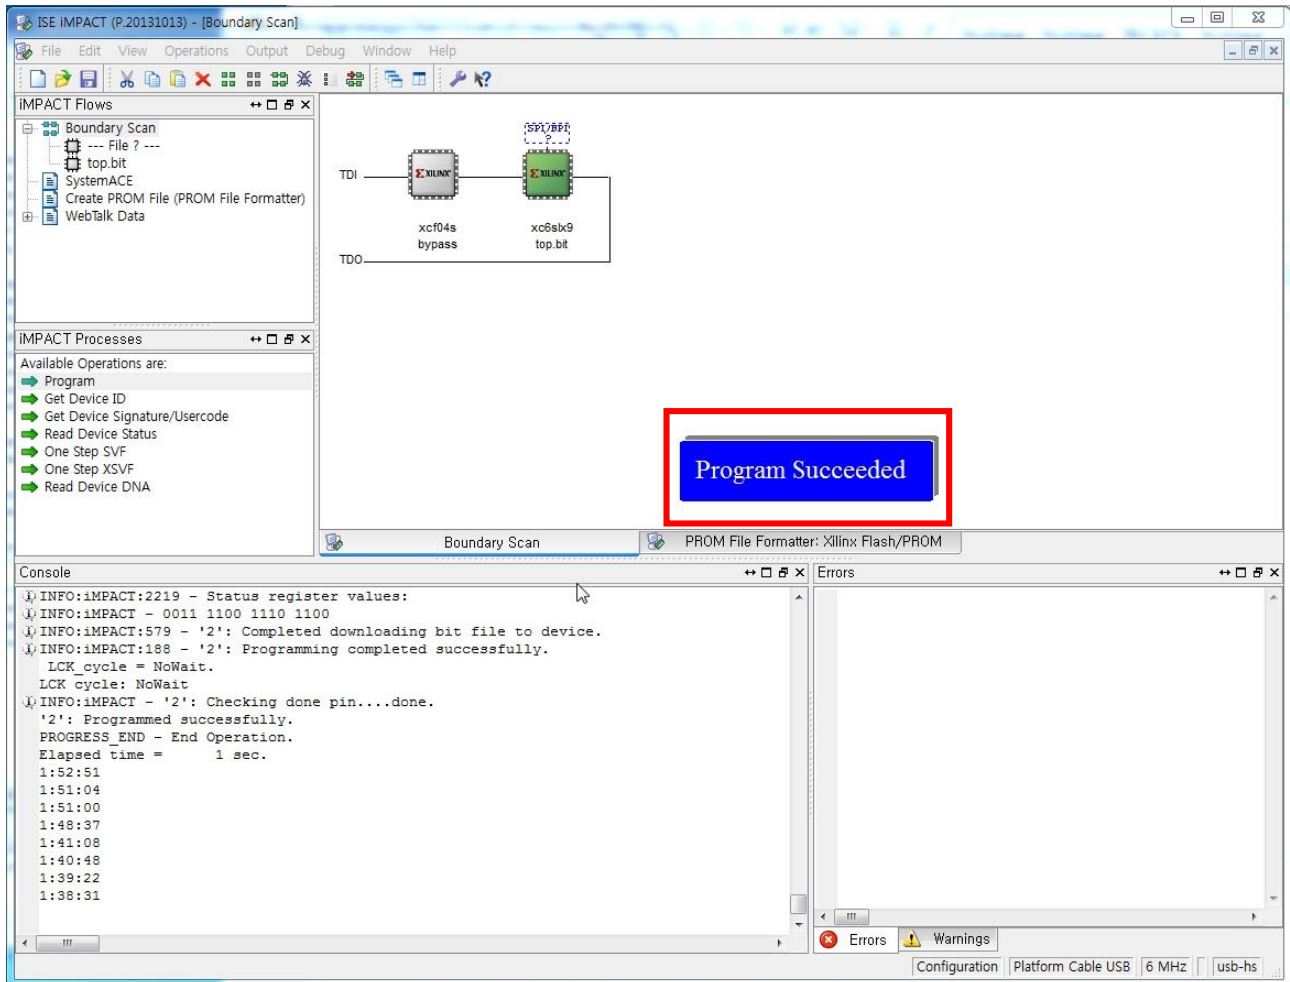 ISE iMPACT (P.20131013) - [Boundary Scan]
File Edit View Operations Output Debug Window Help
iMPACT Flows
Boundary Scan
--- File ? ---
top.bit
SystemACE
Create PROM File (PROM File Formatter)
WebTalk Data
SPI/BPI
?
TDI
XILINX
XILINX
xcf04s
bypass
xc6slx9
top.bit
TDO
iMPACT Processes
Available Operations are:
Program
Get Device ID
Get Device Signature/Usercode
Read Device Status
One Step SVF
One Step XSVF
Read Device DNA
Program Succeeded
Boundary Scan
PROM File Formatter: Xilinx Flash/PROM
Console
INFO:iMPACT:2219 - Status register values:
INFO:iMPACT - 0011 1100 1110 1100
INFO:iMPACT:579 - '2': Completed downloading bit file to device.
INFO:iMPACT:188 - '2': Programming completed successfully.
LCK_cycle = NoWait.
LCK cycle: NoWait
INFO:iMPACT - '2': Checking done pin....done.
'2': Programmed successfully.
PROGRESS_END - End Operation.
Elapsed time = 1 sec.
1:52:51
1:51:04
1:51:00
1:48:37
1:41:08
1:40:48
1:39:22
1:38:31
Errors
Errors
Warnings
Configuration
Platform Cable USB
6 MHz
usb-hs